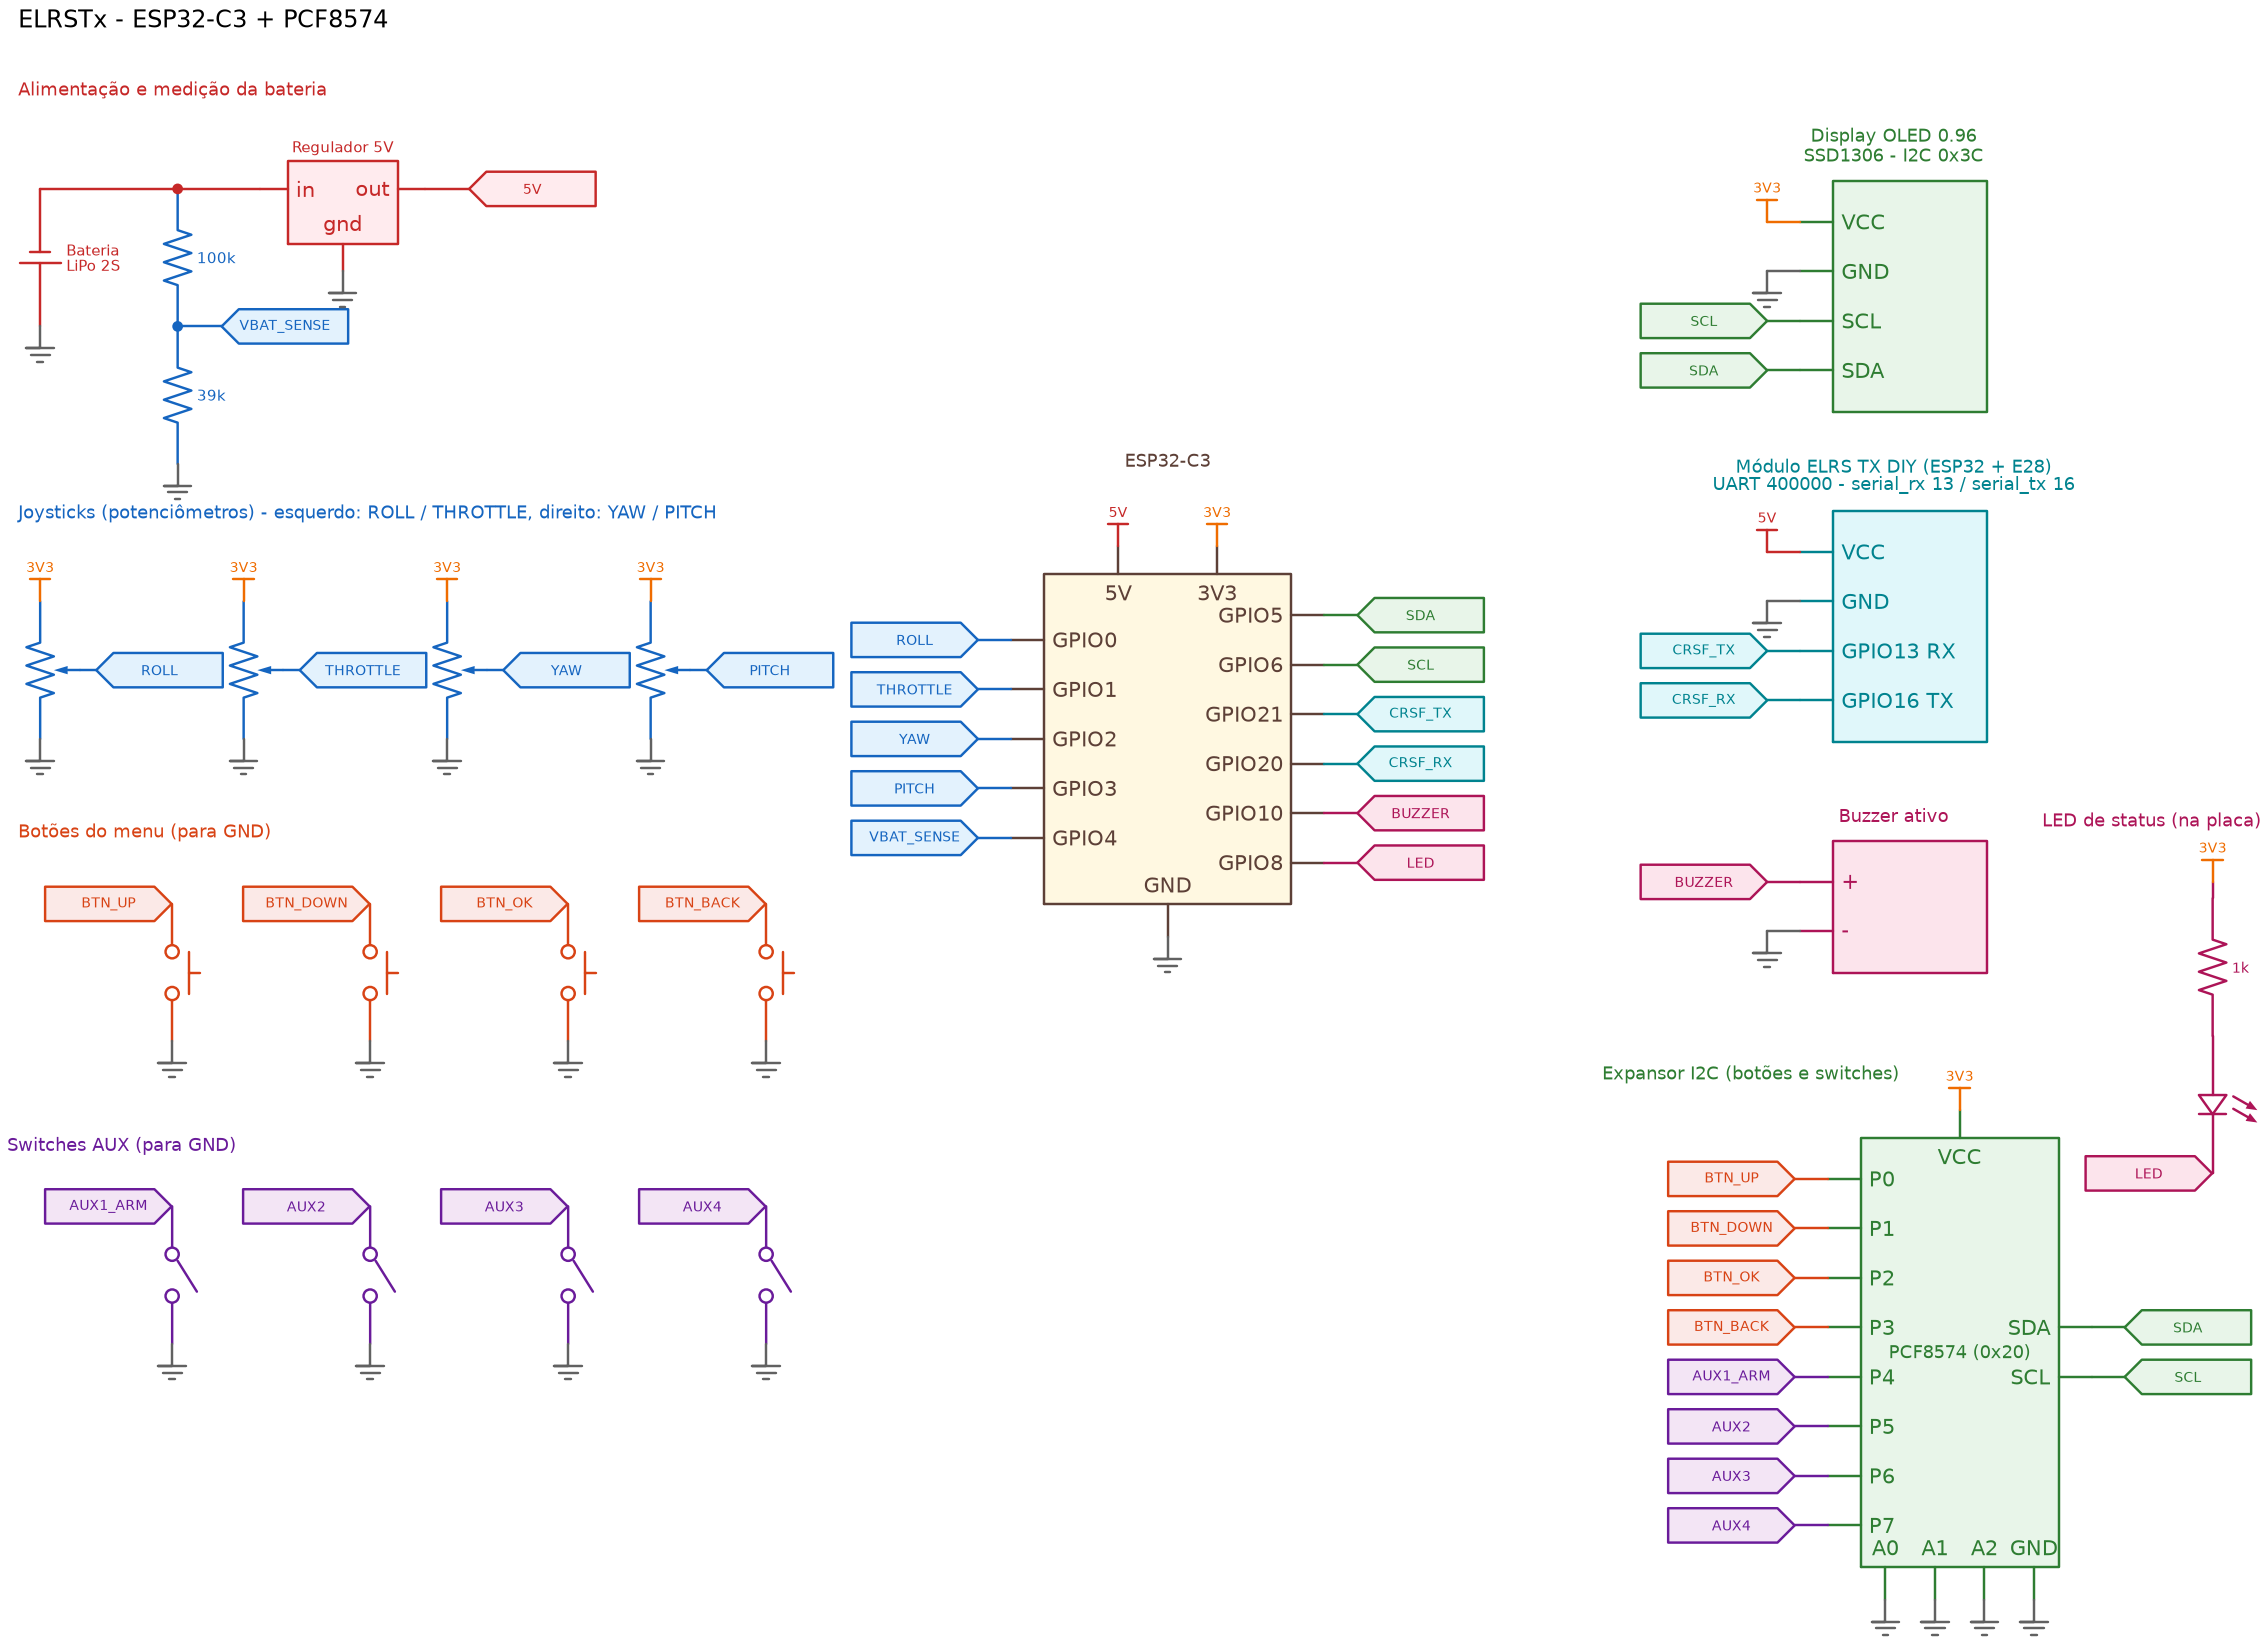 ELRSTx - ESP32-C3 + PCF8574
Alimentação e medição da bateria
Regulador 5V
in
out
gnd
5V
Bateria
LiPo 2S
100k
VBAT_SENSE
39k
Joysticks (potenciômetros) - esquerdo: ROLL / THROTTLE, direito: YAW / PITCH
3V3
3V3
3V3
3V3
ROLL
THROTTLE
YAW
PITCH
Botões do menu (para GND)
BTN_UP
BTN_DOWN
BTN_OK
BTN_BACK
Switches AUX (para GND)
AUX1_ARM
AUX2
AUX3
AUX4
ESP32-C3
5V
3V3
5V
3V3
ROLL
GPIO0
THROTTLE
GPIO1
YAW
GPIO2
PITCH
GPIO3
VBAT_SENSE
GPIO4
GPIO5
SDA
GPIO6
SCL
GPIO21
CRSF_TX
GPIO20
CRSF_RX
GPIO10
BUZZER
GPIO8
LED
GND
Display OLED 0.96
SSD1306 - I2C 0x3C
3V3
VCC
GND
SCL
SCL
SDA
SDA
Módulo ELRS TX DIY (ESP32 + E28)
UART 400000 - serial_rx 13 / serial_tx 16
5V
VCC
GND
CRSF_TX
GPIO13 RX
CRSF_RX
GPIO16 TX
Buzzer ativo
BUZZER
+
-
LED de status (na placa)
3V3
1k
LED
Expansor I2C (botões e switches)
3V3
VCC
BTN_UP
P0
BTN_DOWN
P1
BTN_OK
P2
BTN_BACK
P3
AUX1_ARM
P4
AUX2
P5
AUX3
P6
AUX4
P7
PCF8574 (0x20)
SDA
SDA
SCL
SCL
A0
A1
A2
GND